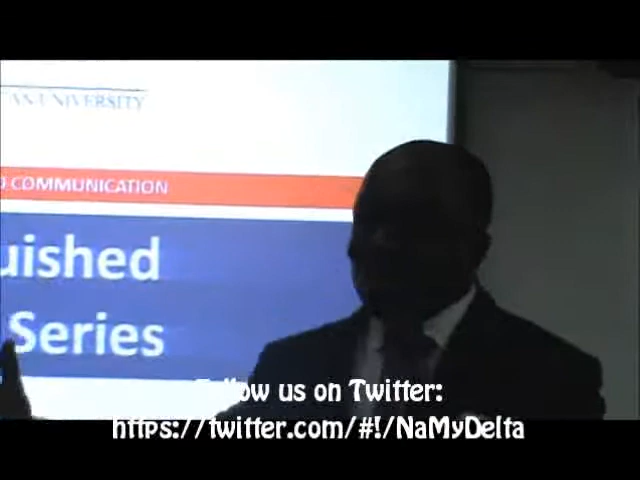 UNIVERSITY
COMMUNICATION
uished
Series
Follow us on Twitter:
https://twitter.com/#!/NaMyDelta